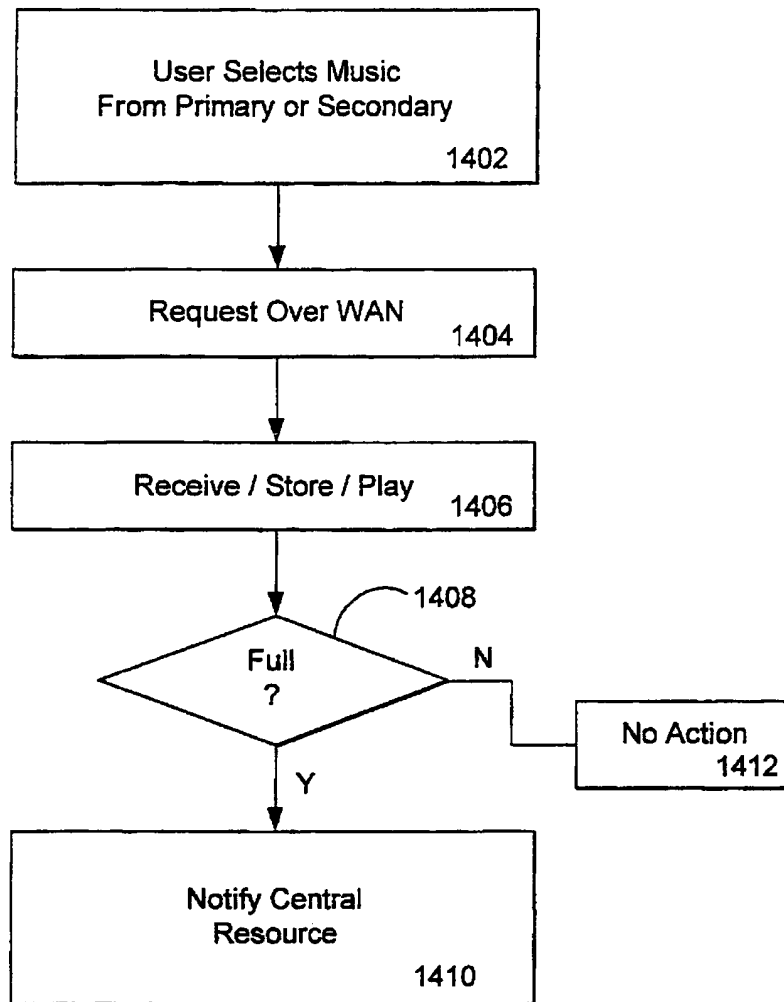 User Selects Music
From Primary or Secondary
1402
Request Over WAN
1404
Receive / Store / Play
1406
1408
Full
?
N
No Action
1412
Y
Notify Central
Resource
1410